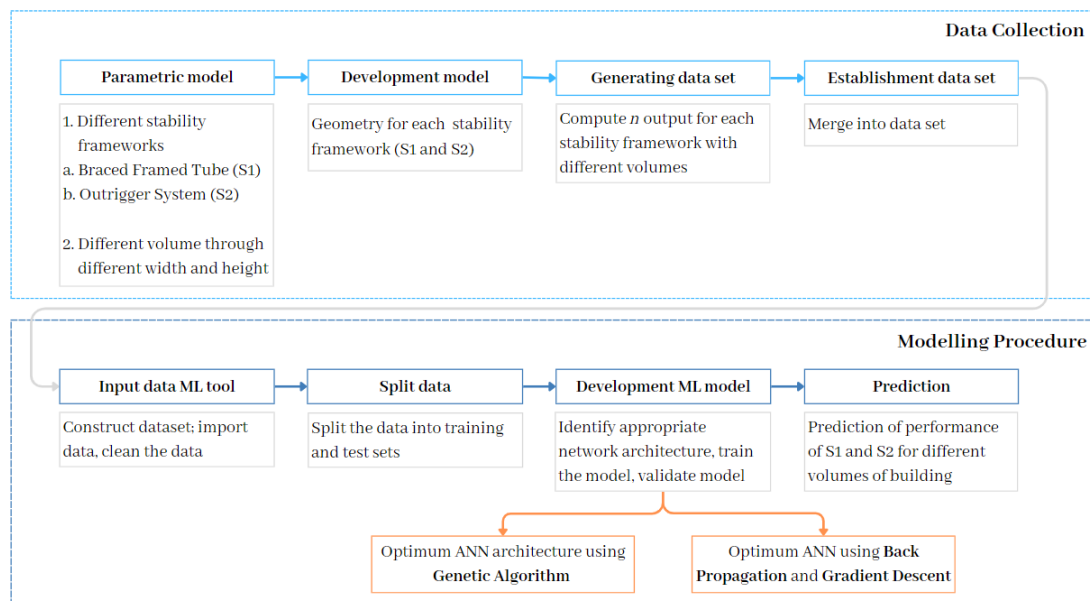 Data Collection
Parametric model
Development model
Generating data set
Establishment data set
1. Different stability
frameworks
a. Braced Framed Tube (S1)
b. Outrigger System (S2)
2. Different volume through
different width and height
Geometry for each stability
framework (S1 and S2)
Compute n output for each
stability framework with
different volumes
Merge into data set
Modelling Procedure
Input data ML tool
Split data
Development ML model
Prediction
Construct dataset; import
data, clean the data
Split the data into training
and test sets
Identify appropriate
network architecture, train
the model, validate model
Prediction of performance
of S1 and S2 for different
volumes of building
Optimum ANN architecture using
Genetic Algorithm
Optimum ANN using Back
Propagation and Gradient Descent